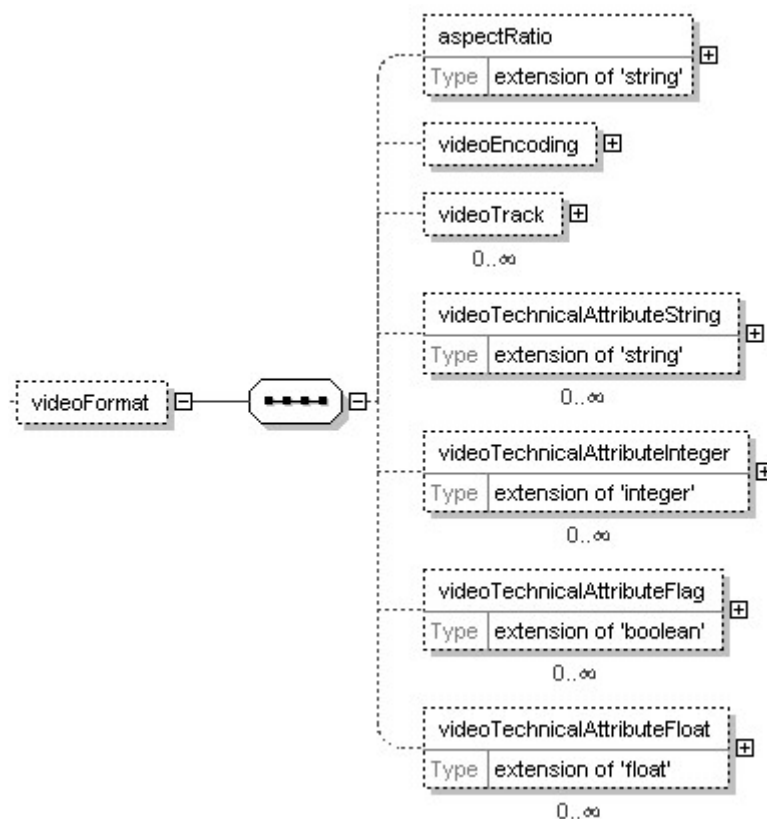 aspectRatio
Type extension of 'string'
videoEncoding
videoTrack
0..∞
videoTechnicalAttributeString
Type extension of 'string'
0..∞
videoFormat
videoTechnicalAttributeInteger
Type extension of 'integer'
0..∞
videoTechnicalAttributeFlag
Type extension of 'boolean'
0..∞
videoTechnicalAttributeFloat
Type extension of 'float'
0..∞